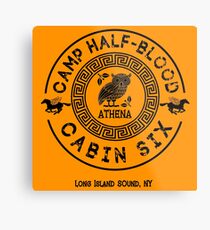 CAMP HALF-BLOOD
ATHENA
CABIN SIX
LONG ISLAND SOUND, NY